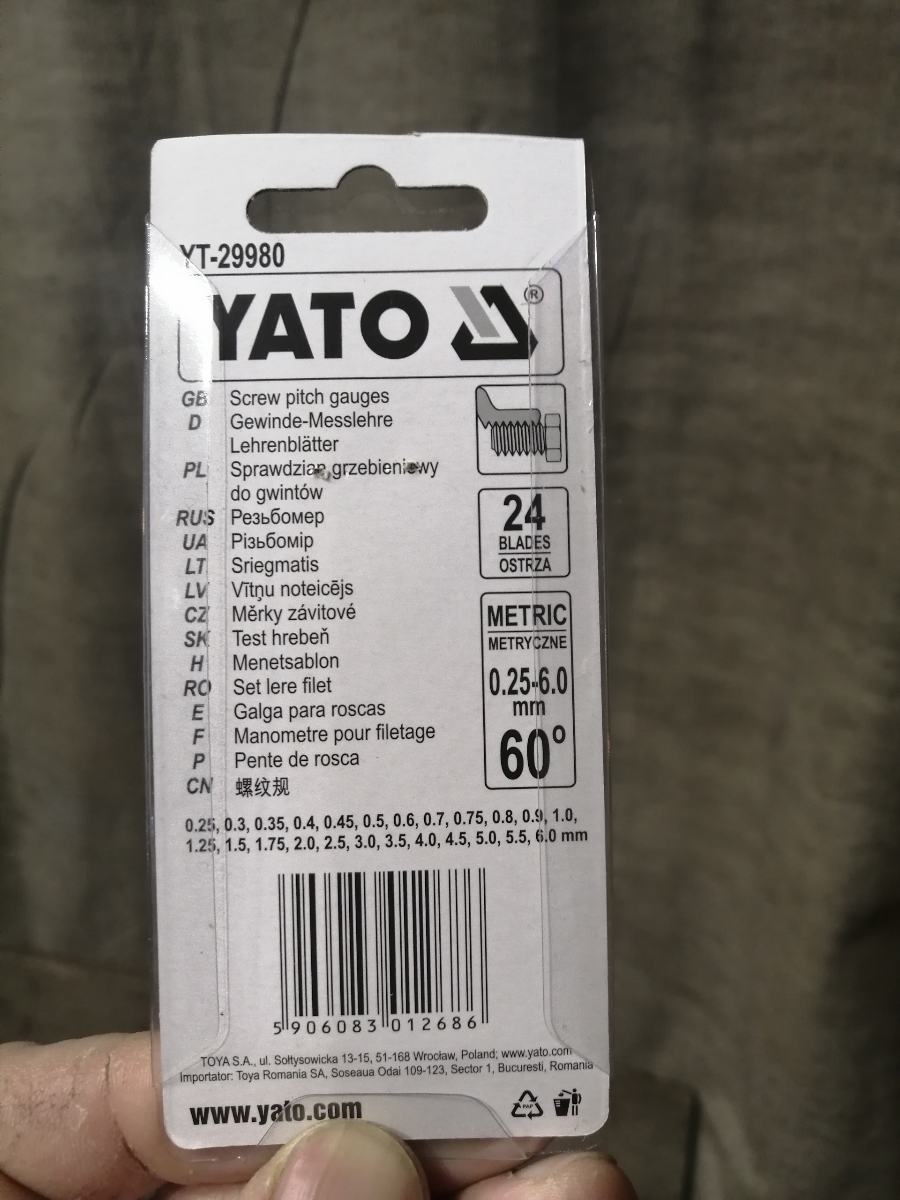 YT-29980
YATO ®
GB Screw pitch gauges
D Gewinde-Messlehre
Lehrenblätter
PL Sprawdzian grzebieniowy
do gwintów
RUS Резьбомер
UA Різьбомір
LT Sriegmatis
LV Vītņu noteicējs
CZ Měrky závitové
SK Test hrebeň
H Menetsablon
RO Set lere filet
E Galga para roscas
F Manometre pour filetage
P Pente de rosca
CN 螺纹规
24
BLADES
OSTRZA
METRIC
METRYCZNE
0.25-6.0
mm
60°
0.25, 0.3, 0.35, 0.4, 0.45, 0.5, 0.6, 0.7, 0.75, 0.8, 0.9, 1.0,
1.25, 1.5, 1.75, 2.0, 2.5, 3.0, 3.5, 4.0, 4.5, 5.0, 5.5, 6.0 mm
5 906083 012686
TOYA S.A., ul. Sołtysowicka 13-15, 51-168 Wrocław, Poland; www.yato.com
Importator: Toya Romania SA, Soseaua Odai 109-123, Sector 1, Bucuresti, Romania
www.yato.com
PAP